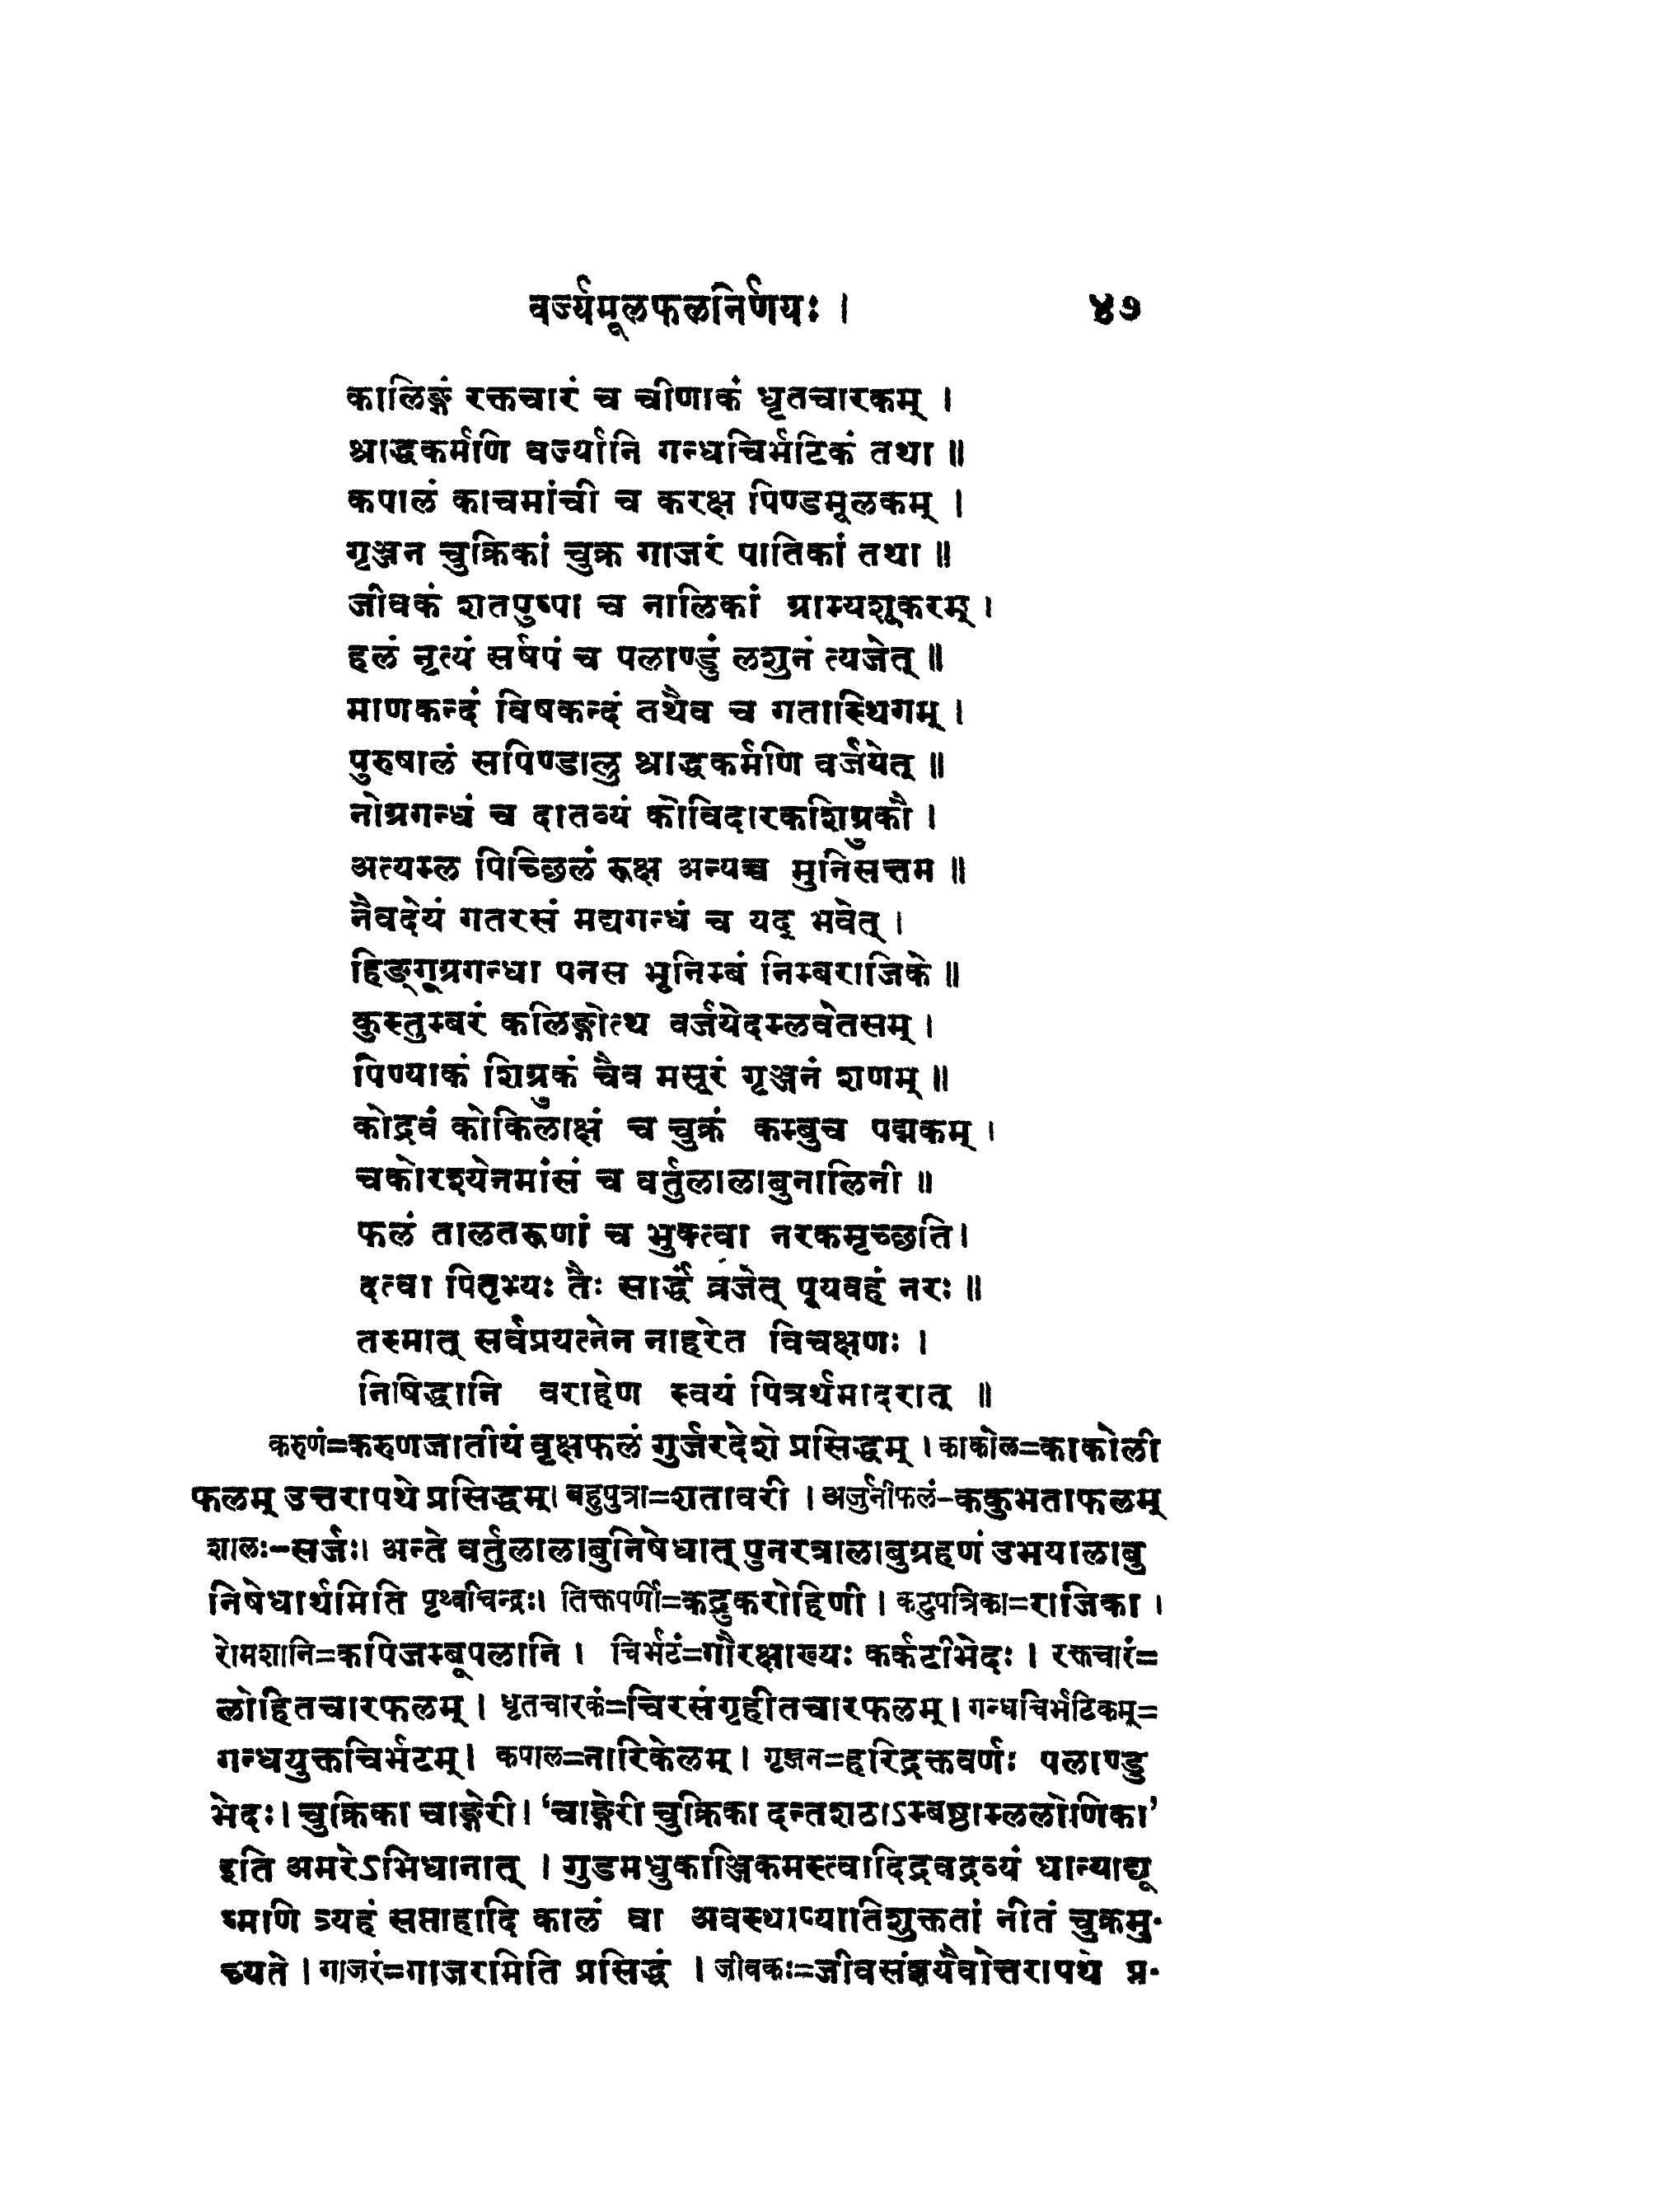 वर्ज्यमूलफलनिर्णयः । ४७
कालिङ्गं रक्तचारं च चीणाकं धृतचारकम् ।
श्राद्धकर्मणि वर्ज्यानि गन्धचिर्भटिकं तथा ॥
कपालं काचमांची च करक्ष पिण्डमूलकम् ।
गृञ्जन चुक्रिकां चुक्र गाजरं पातिकां तथा ॥
जीवकं शतपुष्पा च नालिकां ग्राम्यशूकरम् ।
हलं नृत्यं सर्षपं च पलाण्डुं लशुनं त्यजेत् ॥
माणकन्दं विषकन्दं तथैव च गतास्थिगम् ।
पुरुषालं सपिण्डालु श्राद्धकर्मणि वर्जयेत् ॥
नोग्रगन्धं च दातव्यं कोविदारकशिग्रुकौ ।
अत्यम्ल पिच्छिलं रूक्ष अन्यच्च मुनिसत्तम ॥
नैवदेयं गतरसं मद्यगन्धं च यद् भवेत् ।
हिङ्गूग्रगन्धा पनस भूनिम्बं निम्बराजिके ॥
कुस्तुम्बरं कलिङ्गोत्थ वर्जयेदम्लवेतसम् ।
पिण्याकं शिग्रुकं चैव मसूरं गृञ्जनं शणम् ॥
कोद्रवं कोकिलाक्षं च चुक्रं कम्बुच पद्मकम् ।
चकोरश्येनमांसं च वर्तुलालाबुनालिनी ॥
फलं तालतरूणां च भुक्त्वा नरकमृच्छति ।
दत्वा पितृभ्यः तैः सार्द्धं व्रजेत् पूयवहं नरः ॥
तस्मात् सर्वप्रयत्नेन नाहरेत विचक्षणः ।
निषिद्धानि वराहेण स्वयं पित्रर्थमादरात् ॥
करुणं=करुणजातीयं वृक्षफलं गुर्जरदेशे प्रसिद्धम् । काकोल=काकोली
फलम् उत्तरापथे प्रसिद्धम् । बहुपुत्रा=शतावरी । अर्जुनीफलं-ककुभताफलम्
शालः-सर्जः । अन्ते वर्तुलालाबुनिषेधात् पुनरत्रालाबुग्रहणं उभयालाबु
निषेधार्थमिति पृथ्वचिन्द्रः । तिक्तपर्णी=कद्रुकरोहिणी । कटुपत्रिका=राजिका ।
रोमशानि=कपिजम्बूपलानि । चिर्भटं=गौरक्षाख्यः कर्कटीभेदः । रक्तचारं=
लोहितचारफलम् । धृतचारकं=चिरसंगृहीतचारफलम् । गन्धचिर्भटिकम्=
गन्धयुक्तचिर्भटम् । कपाल=नारिकेलम् । गृञ्जन=हरिद्रक्तवर्णः पलाण्डु
भेदः । चुक्रिका चाङ्गेरी । 'चाङ्गेरी चुक्रिका दन्तशठाऽम्बष्ठाम्ललोणिका'
इति अमरेऽभिधानात् । गुडमधुकाञ्जिकमस्त्वादिद्रवद्रव्यं धान्याद्यू
ष्मणि त्र्यहं सप्ताहादि कालं वा अवस्थाप्यातिशुक्ततां नीतं चुक्रमु-
च्यते । गाजरं=गाजरमिति प्रसिद्धं । जीवकः=जीवसंज्ञयैवोत्तरापथे प्र-